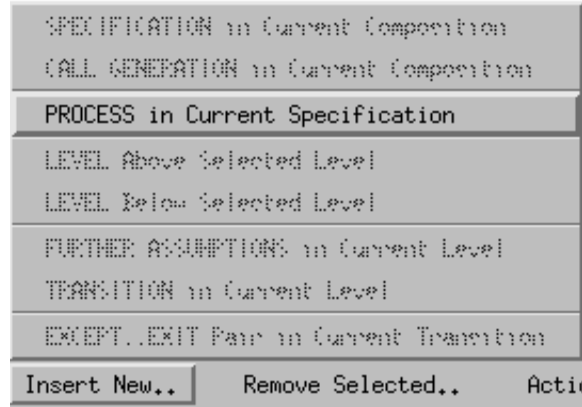 SPECIFICATION in Current Composition
CALL GENERATION in Current Composition
PROCESS in Current Specification
LEVEL Above Selected Level
LEVEL Below Selected Level
FURTHER ASSUMPTIONS in Current Level
TRANSITION in Current Level
EXCEPT..EXIT Pair in Current Transition
Insert New.. Remove Selected..